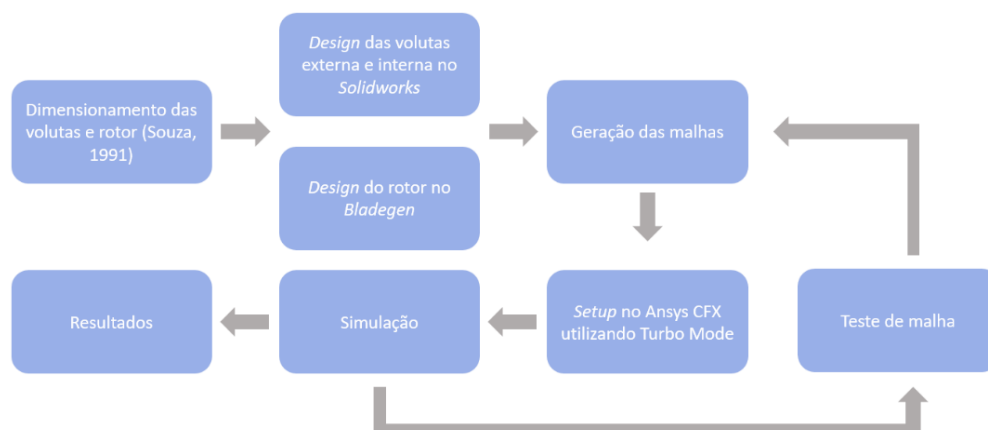 Dimensionamento das
volutas e rotor (Souza,
1991)
Design das volutas
externa e interna no
Solidworks
Design do rotor no
Bladegen
Geração das malhas
Setup no Ansys CFX
utilizando Turbo Mode
Simulação
Resultados
Teste de malha